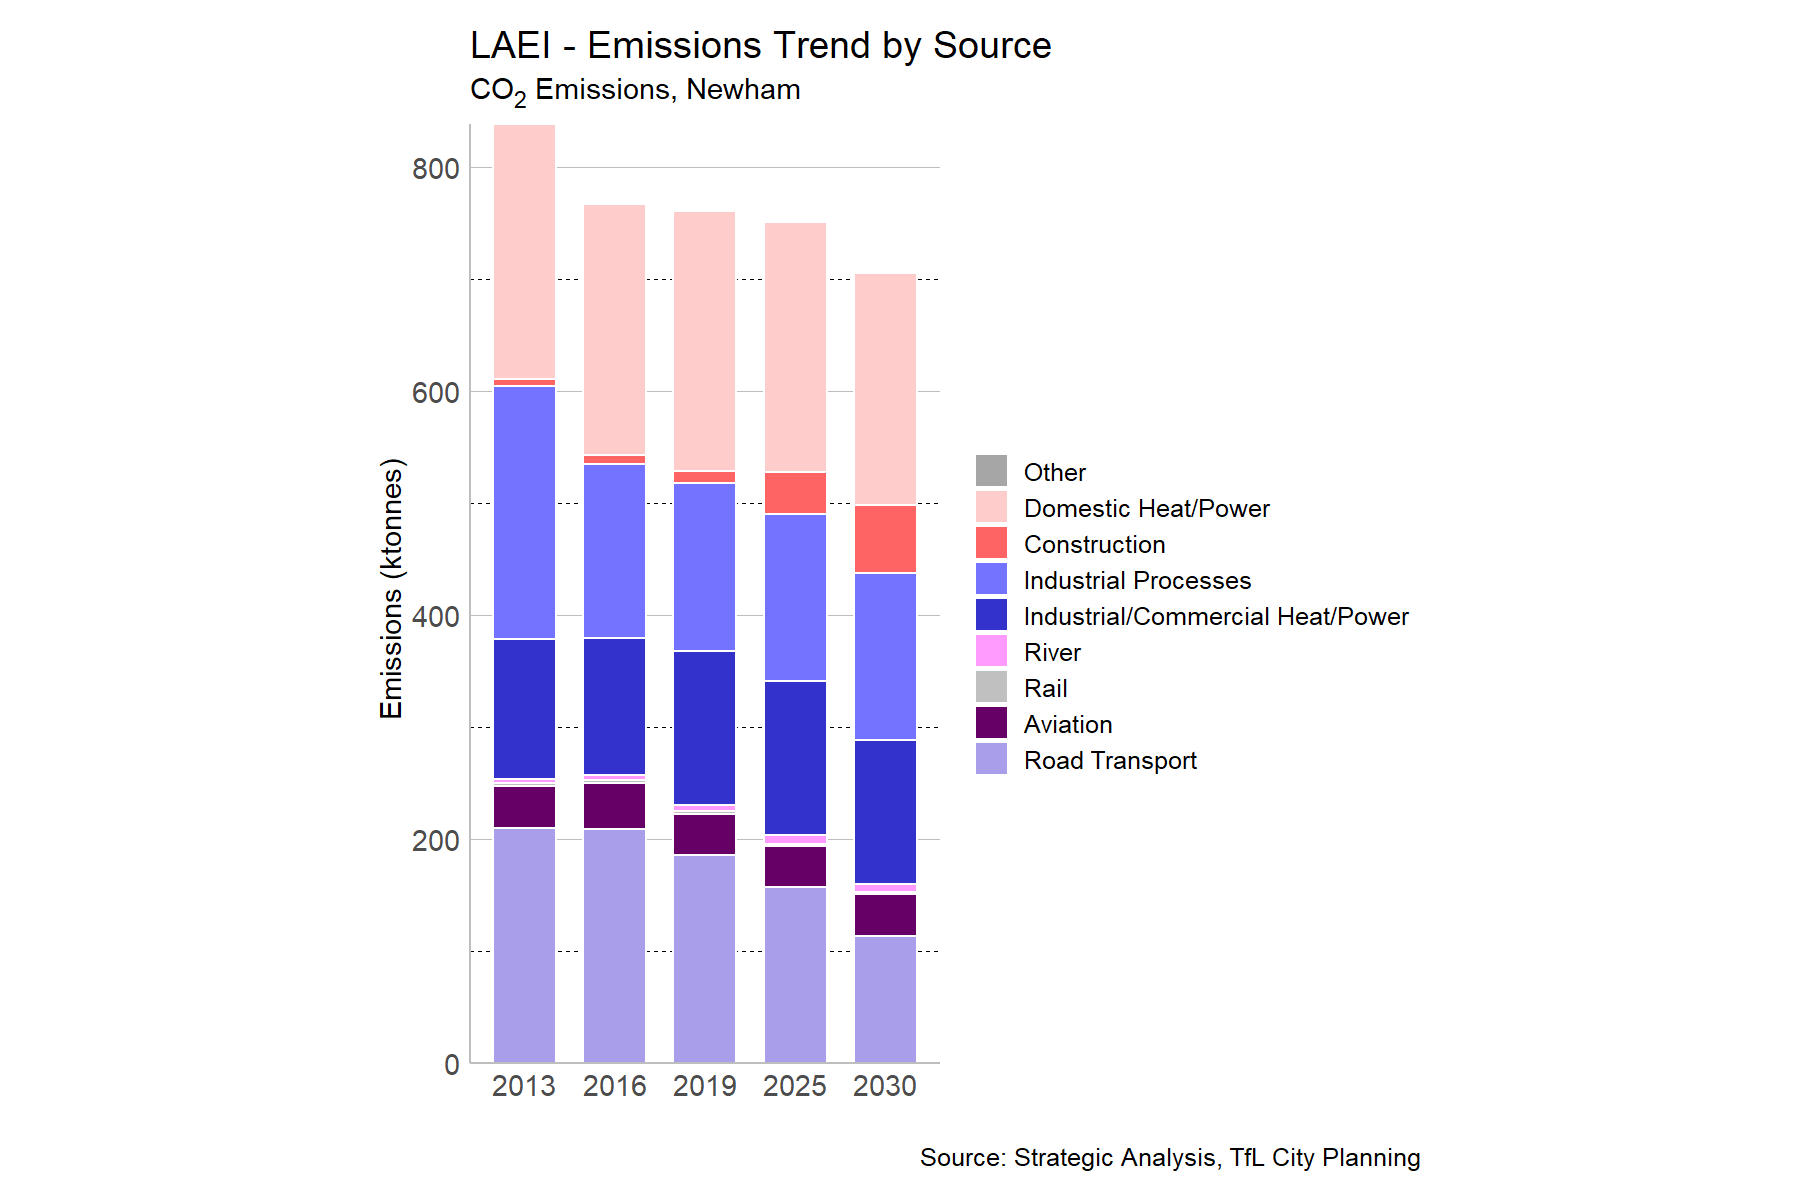 LAEI - Emissions Trend by Source
CO₂ Emissions, Newham
Emissions (ktonnes)
800
600
400
200
0
2013 2016 2019 2025 2030
Other
Domestic Heat/Power
Construction
Industrial Processes
Industrial/Commercial Heat/Power
River
Rail
Aviation
Road Transport
Source: Strategic Analysis, TfL City Planning